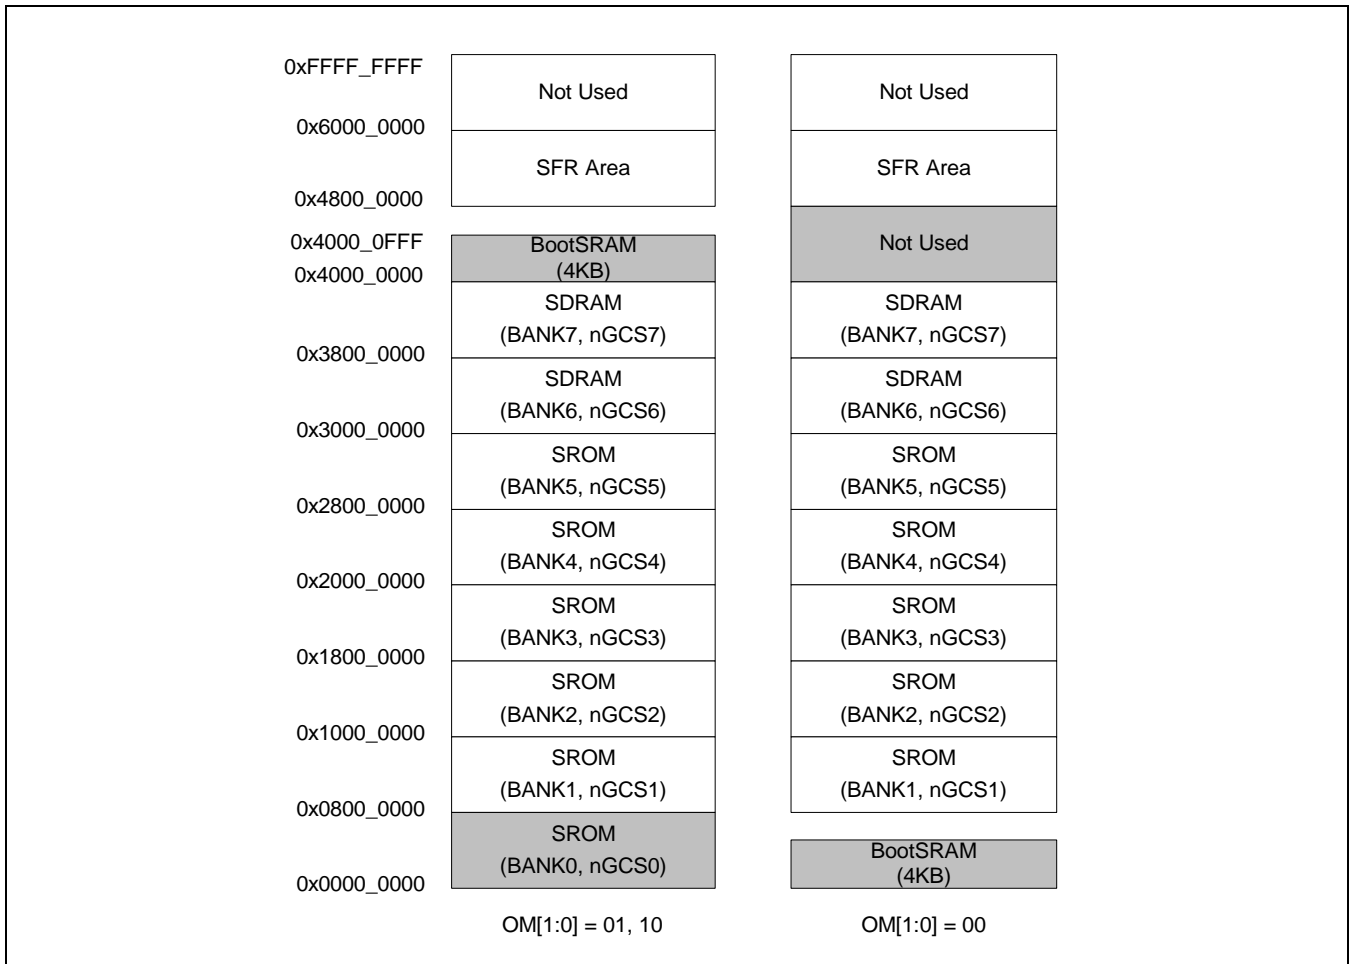 0xFFFF_FFFF
Not Used
Not Used
0x6000_0000
SFR Area
SFR Area
0x4800_0000
0x4000_0FFF
BootSRAM
(4KB)
Not Used
0x4000_0000
SDRAM
(BANK7, nGCS7)
SDRAM
(BANK7, nGCS7)
0x3800_0000
SDRAM
(BANK6, nGCS6)
SDRAM
(BANK6, nGCS6)
0x3000_0000
SROM
(BANK5, nGCS5)
SROM
(BANK5, nGCS5)
0x2800_0000
SROM
(BANK4, nGCS4)
SROM
(BANK4, nGCS4)
0x2000_0000
SROM
(BANK3, nGCS3)
SROM
(BANK3, nGCS3)
0x1800_0000
SROM
(BANK2, nGCS2)
SROM
(BANK2, nGCS2)
0x1000_0000
SROM
(BANK1, nGCS1)
SROM
(BANK1, nGCS1)
0x0800_0000
SROM
(BANK0, nGCS0)
BootSRAM
(4KB)
0x0000_0000
OM[1:0] = 01, 10
OM[1:0] = 00